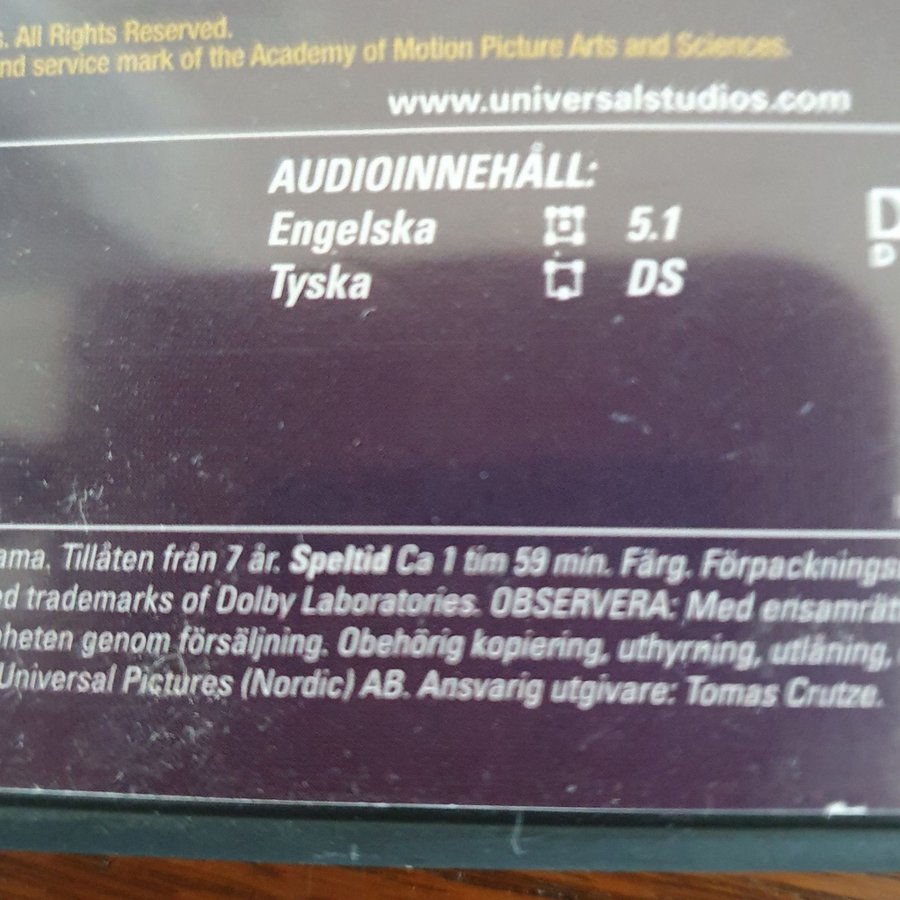 s. All Rights Reserved.
nd service mark of the Academy of Motion Picture Arts and Sciences.
www.universalstudios.com
AUDIOINNEHÅLL:
Engelska 5.1
Tyska DS
ama. Tillåten från 7 år. Speltid Ca 1 tim 59 min. Färg. Förpacknings
ed trademarks of Dolby Laboratories. OBSERVERA: Med ensamrät
nheten genom försäljning. Obehörig kopiering, uthyrning, utlåning,
Universal Pictures (Nordic) AB. Ansvarig utgivare: Tomas Crutze.